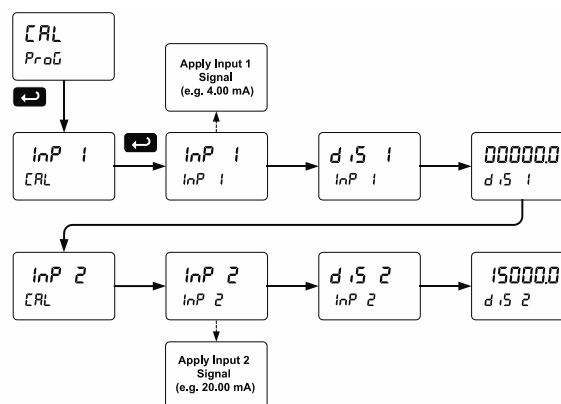 CAL
ProG
Apply Input 1
Signal
(e.g. 4.00 mA)
InP 1
CAL
InP 1
InP 1
diS 1
InP 1
00000.0
diS 1
InP 2
CAL
InP 2
InP 2
diS 2
InP 2
15000.0
diS 2
Apply Input 2
Signal
(e.g. 20.00 mA)